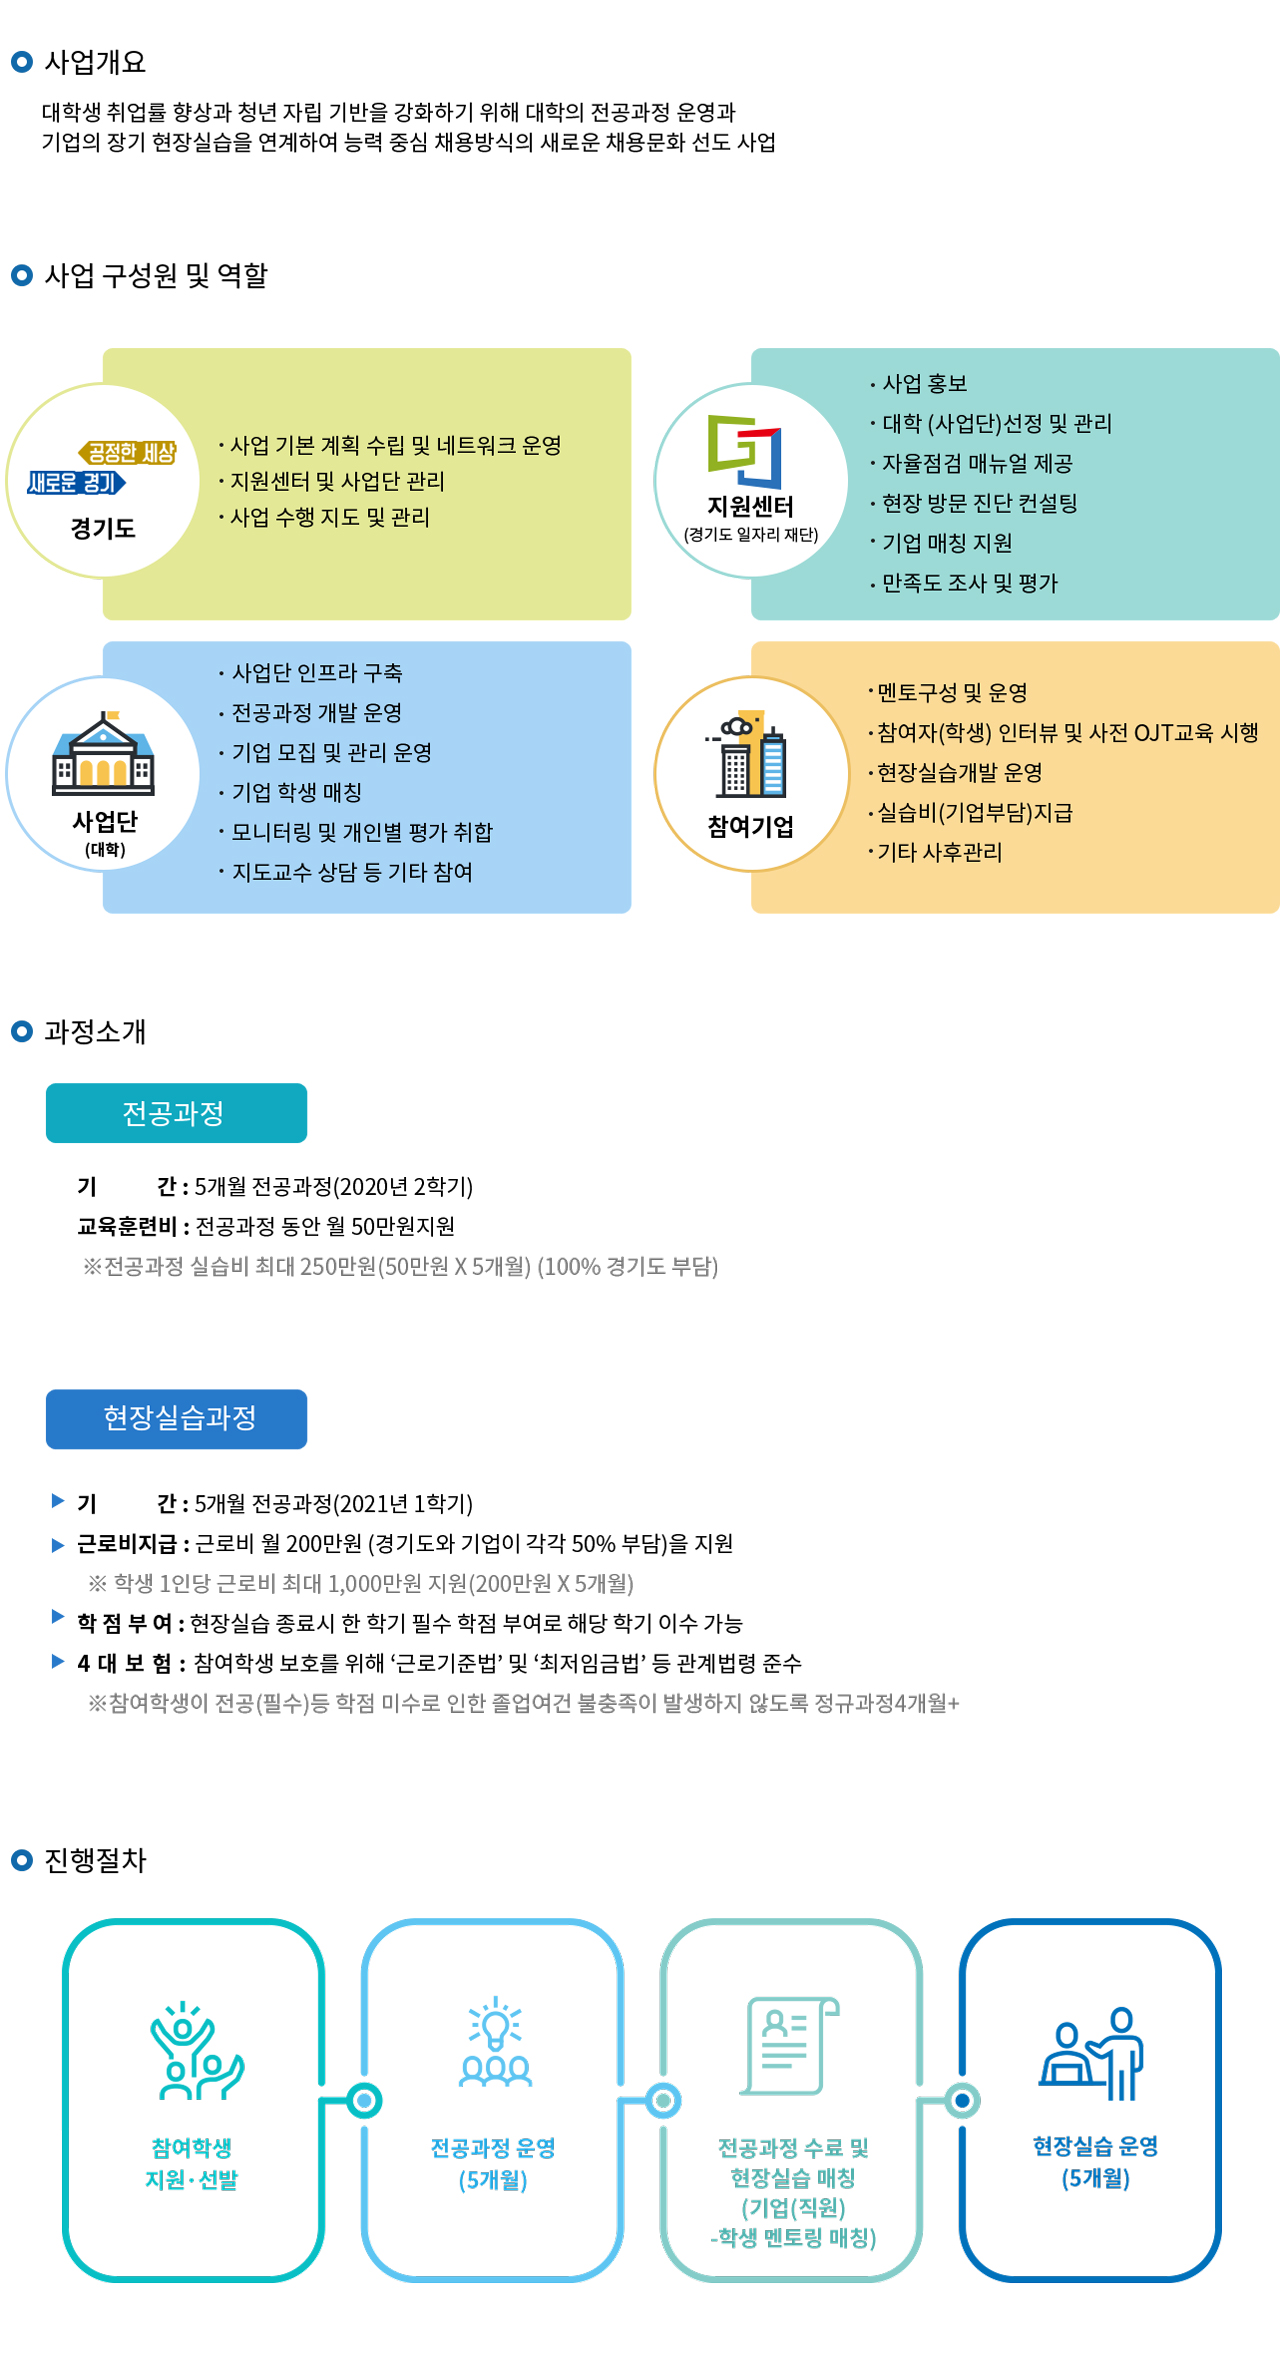 사업개요
대학생 취업률 향상과 청년 자립 기반을 강화하기 위해 대학의 전공과정 운영과
기업의 장기 현장실습을 연계하여 능력 중심 채용방식의 새로운 채용문화 선도 사업
사업 구성원 및 역할
공정한 세상
새로운 경기
경기도
· 사업 기본 계획 수립 및 네트워크 운영
· 지원센터 및 사업단 관리
· 사업 수행 지도 및 관리
지원센터
(경기도 일자리 재단)
· 사업 홍보
· 대학 (사업단)선정 및 관리
· 자율점검 매뉴얼 제공
· 현장 방문 진단 컨설팅
· 기업 매칭 지원
· 만족도 조사 및 평가
사업단
(대학)
· 사업단 인프라 구축
· 전공과정 개발 운영
· 기업 모집 및 관리 운영
· 기업 학생 매칭
· 모니터링 및 개인별 평가 취합
· 지도교수 상담 등 기타 참여
참여기업
· 멘토구성 및 운영
· 참여자(학생) 인터뷰 및 사전 OJT교육 시행
· 현장실습개발 운영
· 실습비(기업부담)지급
· 기타 사후관리
과정소개
전공과정
기 간 : 5개월 전공과정(2020년 2학기)
교육훈련비 : 전공과정 동안 월 50만원지원
※전공과정 실습비 최대 250만원(50만원 X 5개월) (100% 경기도 부담)
현장실습과정
▶ 기 간 : 5개월 전공과정(2021년 1학기)
▶ 근로비지급 : 근로비 월 200만원 (경기도와 기업이 각각 50% 부담)을 지원
※ 학생 1인당 근로비 최대 1,000만원 지원(200만원 X 5개월)
▶ 학 점 부 여 : 현장실습 종료시 한 학기 필수 학점 부여로 해당 학기 이수 가능
▶ 4 대 보 험 : 참여학생 보호를 위해 ‘근로기준법’ 및 ‘최저임금법’ 등 관계법령 준수
※참여학생이 전공(필수)등 학점 미수로 인한 졸업여건 불충족이 발생하지 않도록 정규과정4개월+
진행절차
참여학생
지원·선발
전공과정 운영
(5개월)
전공과정 수료 및
현장실습 매칭
(기업(직원)
-학생 멘토링 매칭)
현장실습 운영
(5개월)